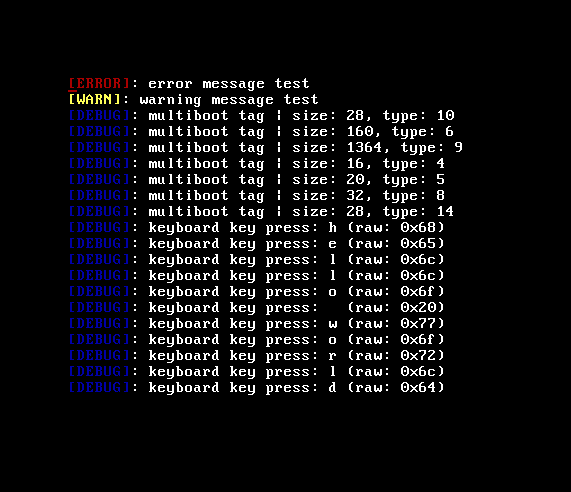 [ERROR]: error message test
[WARN]: warning message test
[DEBUG]: multiboot tag ¦ size: 28, type: 10
[DEBUG]: multiboot tag ¦ size: 160, type: 6
[DEBUG]: multiboot tag ¦ size: 1364, type: 9
[DEBUG]: multiboot tag ¦ size: 16, type: 4
[DEBUG]: multiboot tag ¦ size: 20, type: 5
[DEBUG]: multiboot tag ¦ size: 32, type: 8
[DEBUG]: multiboot tag ¦ size: 28, type: 14
[DEBUG]: keyboard key press: h (raw: 0x68)
[DEBUG]: keyboard key press: e (raw: 0x65)
[DEBUG]: keyboard key press: l (raw: 0x6c)
[DEBUG]: keyboard key press: l (raw: 0x6c)
[DEBUG]: keyboard key press: o (raw: 0x6f)
[DEBUG]: keyboard key press:   (raw: 0x20)
[DEBUG]: keyboard key press: w (raw: 0x77)
[DEBUG]: keyboard key press: o (raw: 0x6f)
[DEBUG]: keyboard key press: r (raw: 0x72)
[DEBUG]: keyboard key press: l (raw: 0x6c)
[DEBUG]: keyboard key press: d (raw: 0x64)